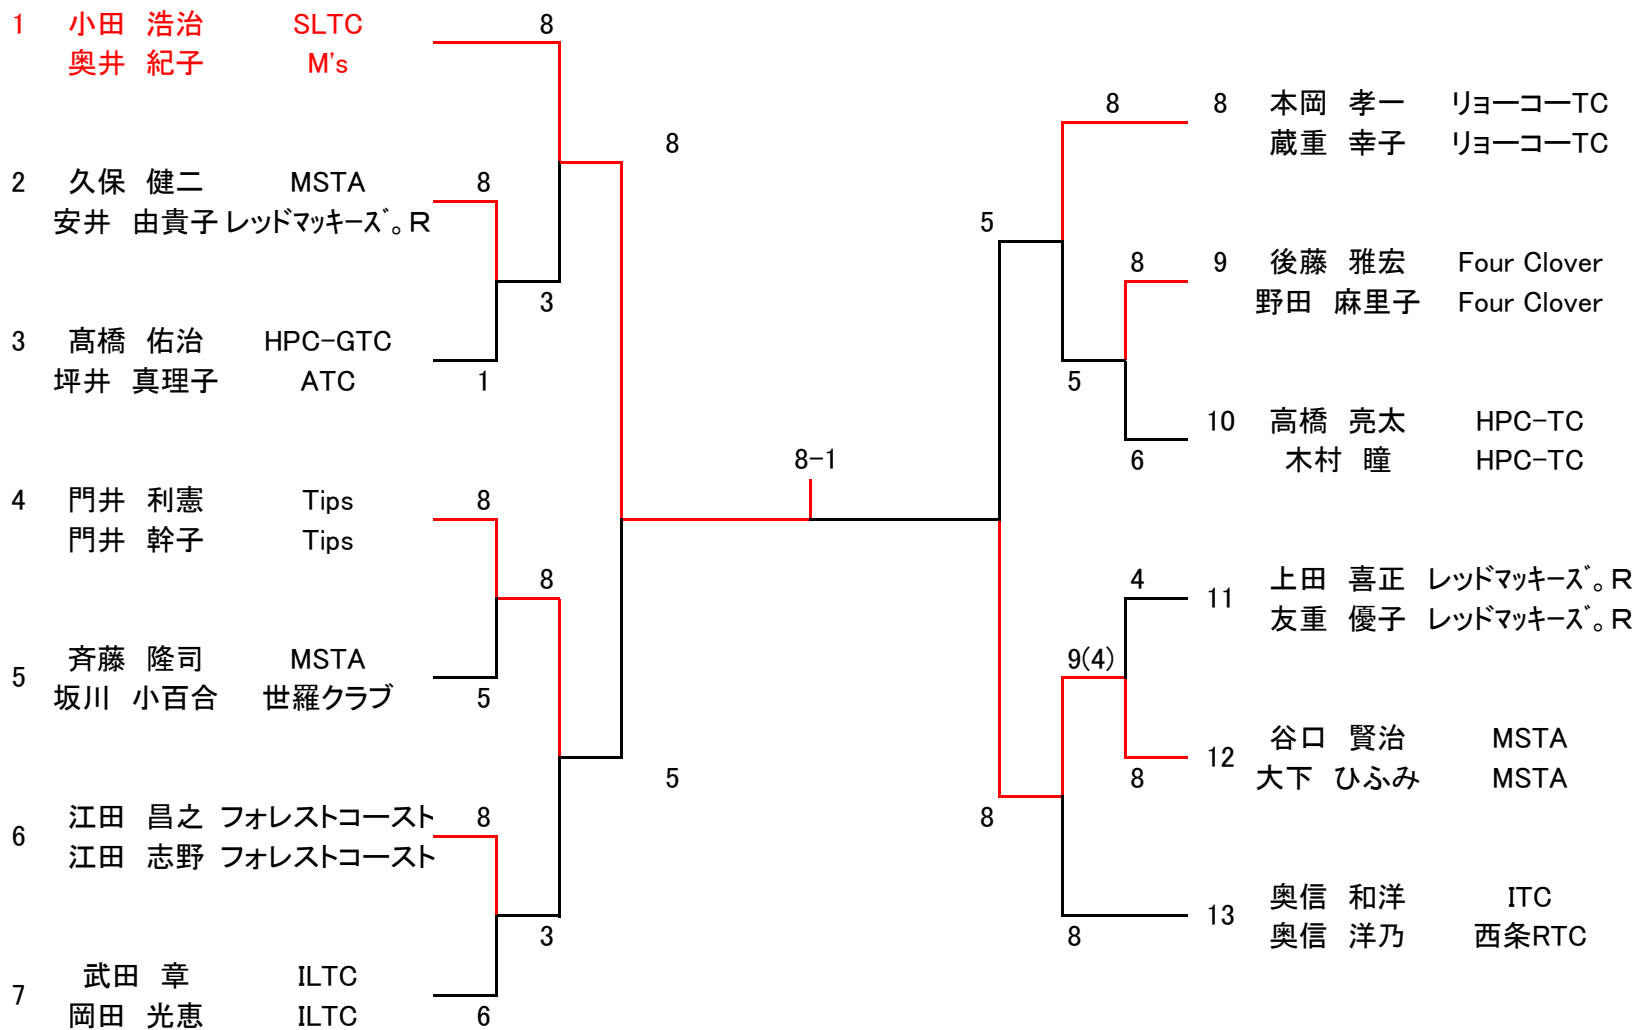 1 小田 浩治 SLTC 8
奥井 紀子 M's
8
2 久保 健二 MSTA 8
安井 由貴子 レッドマッキーズ。R
3
3 髙橋 佑治 HPC-GTC
坪井 真理子 ATC 1
4 門井 利憲 Tips 8
門井 幹子 Tips
8
5 斉藤 隆司 MSTA
坂川 小百合 世羅クラブ 5
5
6 江田 昌之 フォレストコースト 8
江田 志野 フォレストコースト
3
7 武田 章 ILTC
岡田 光恵 ILTC 6
8-1
8 8 本岡 孝一 リョーコーTC
蔵重 幸子 リョーコーTC
5
8 9 後藤 雅宏 Four Clover
野田 麻里子 Four Clover
5
10 高橋 亮太 HPC-TC
6 木村 瞳 HPC-TC
4 11 上田 喜正 レッドマッキーズ。R
友重 優子 レッドマッキーズ。R
9(4)
12 谷口 賢治 MSTA
8 大下 ひふみ MSTA
8
13 奥信 和洋 ITC
8 奥信 洋乃 西条RTC